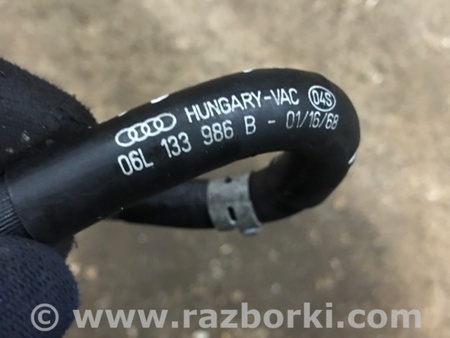 HUNGARY-VAC 04S
06L 133 986 B - 01/16/68
© www.razborki.com